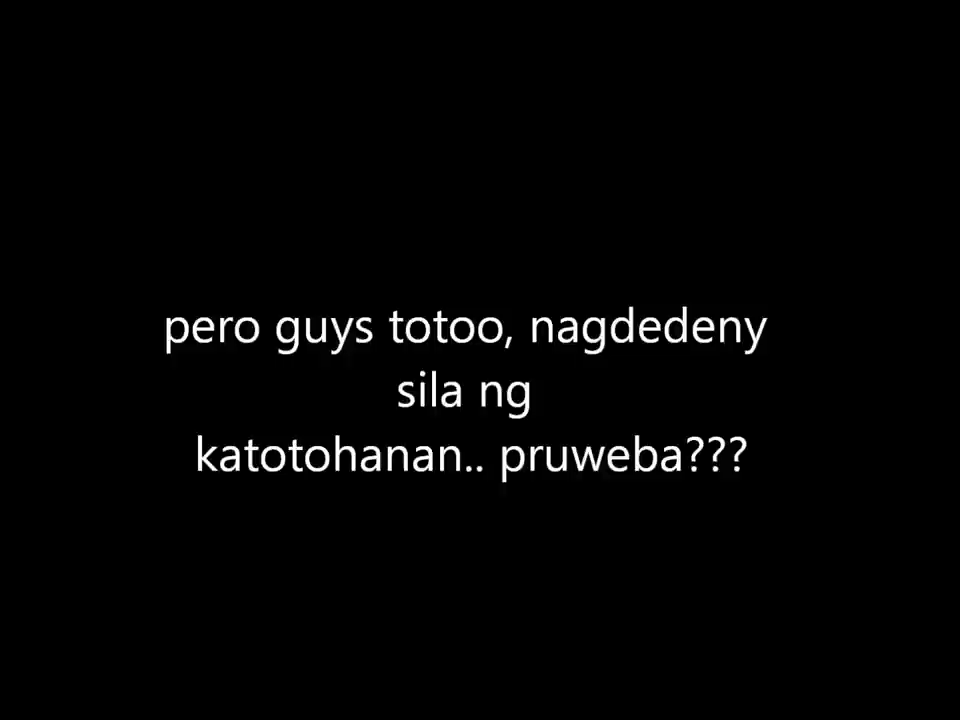 pero guys totoo, nagdedeny
sila ng
katotohanan.. pruweba???